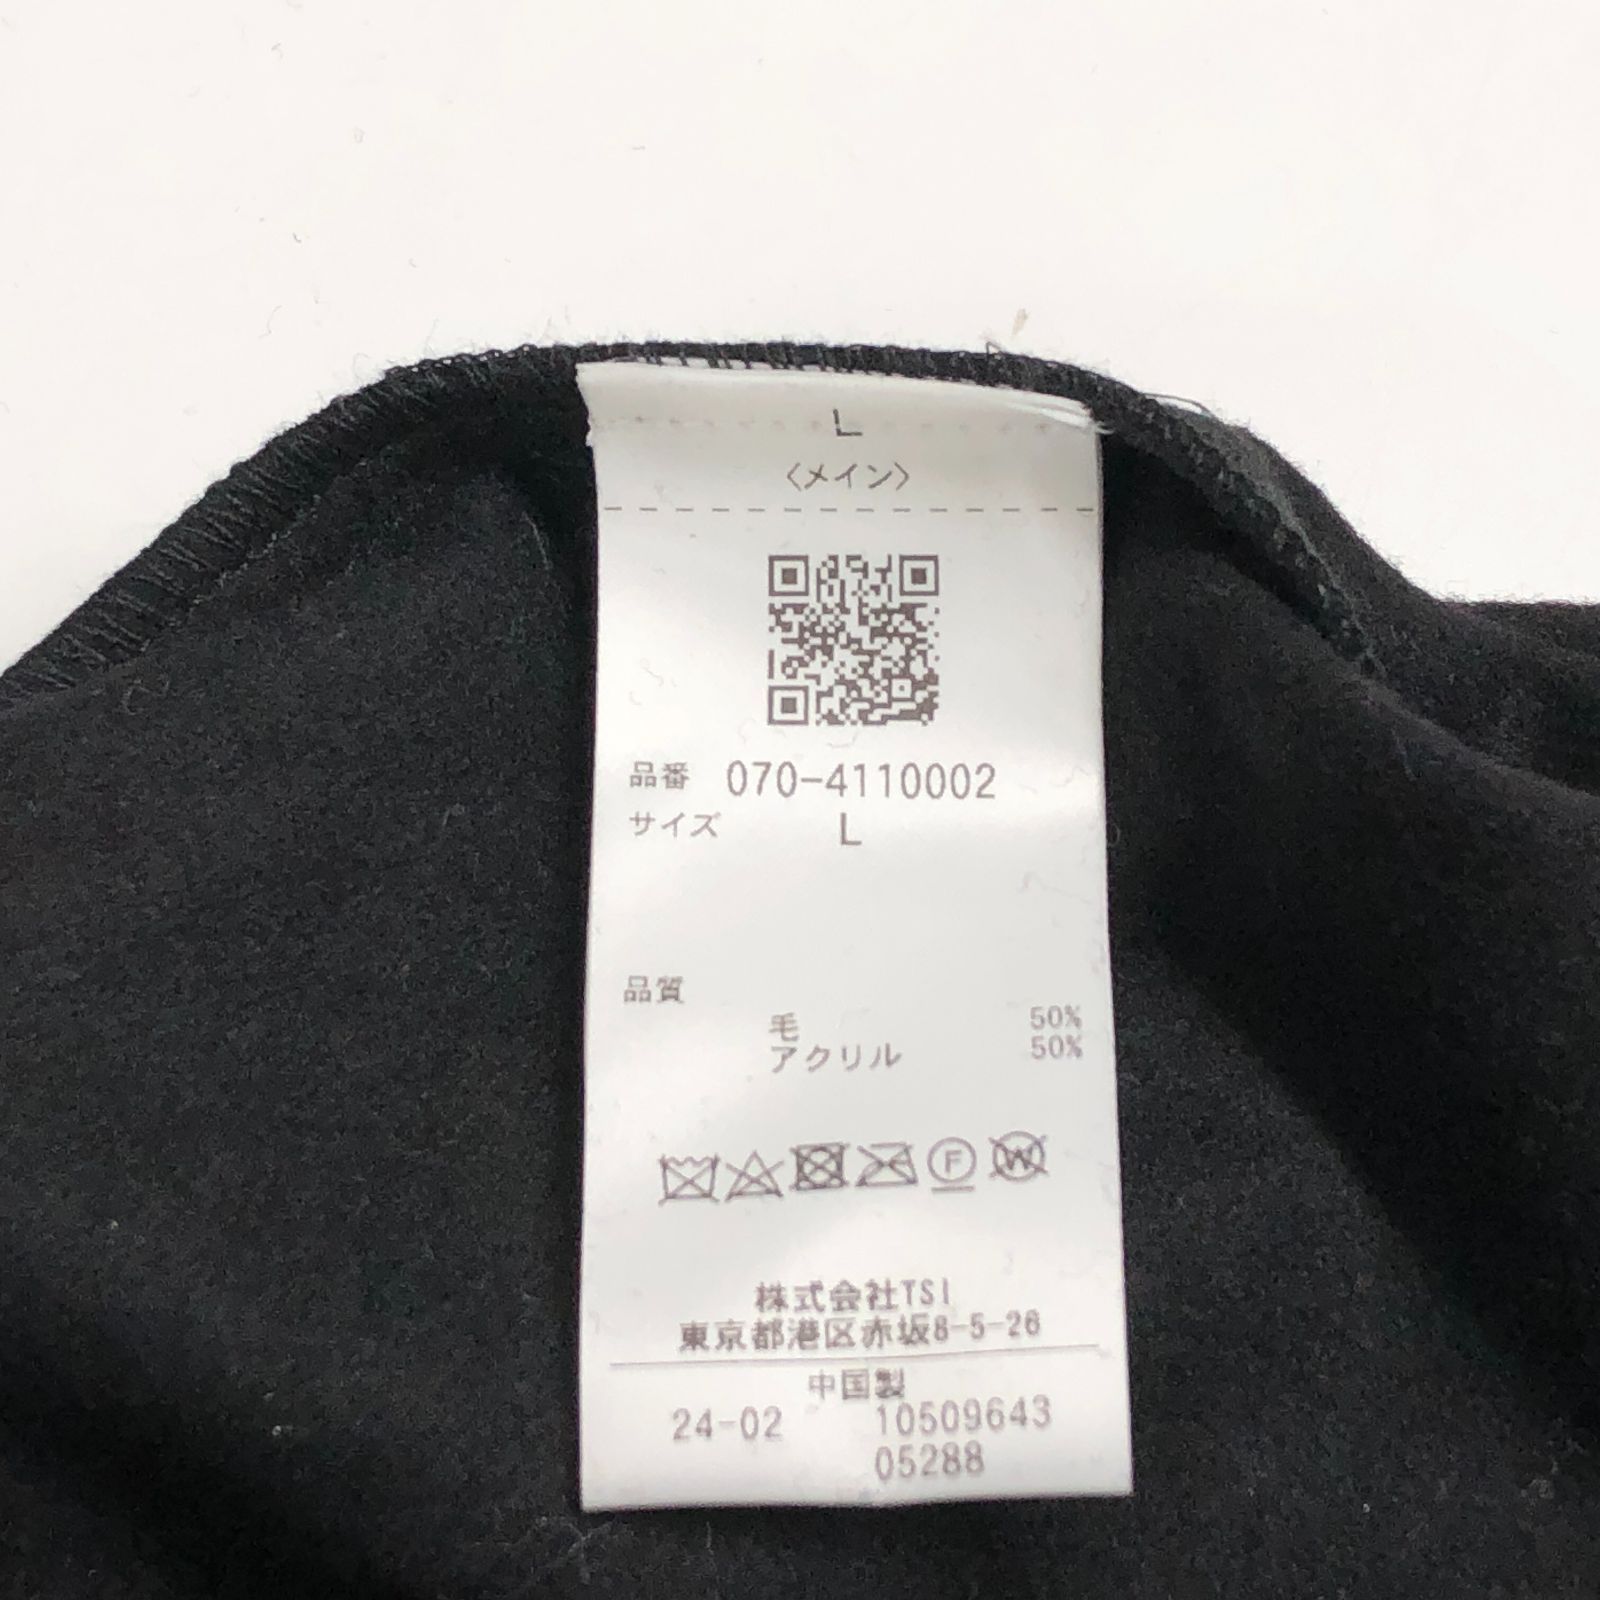 L
〈メイン〉
品番 070-4110002
サイズ L
品質
毛 50%
アクリル 50%
F W
株式会社TSI
東京都港区赤坂8-5-26
中国製
24-02 10509643
05288